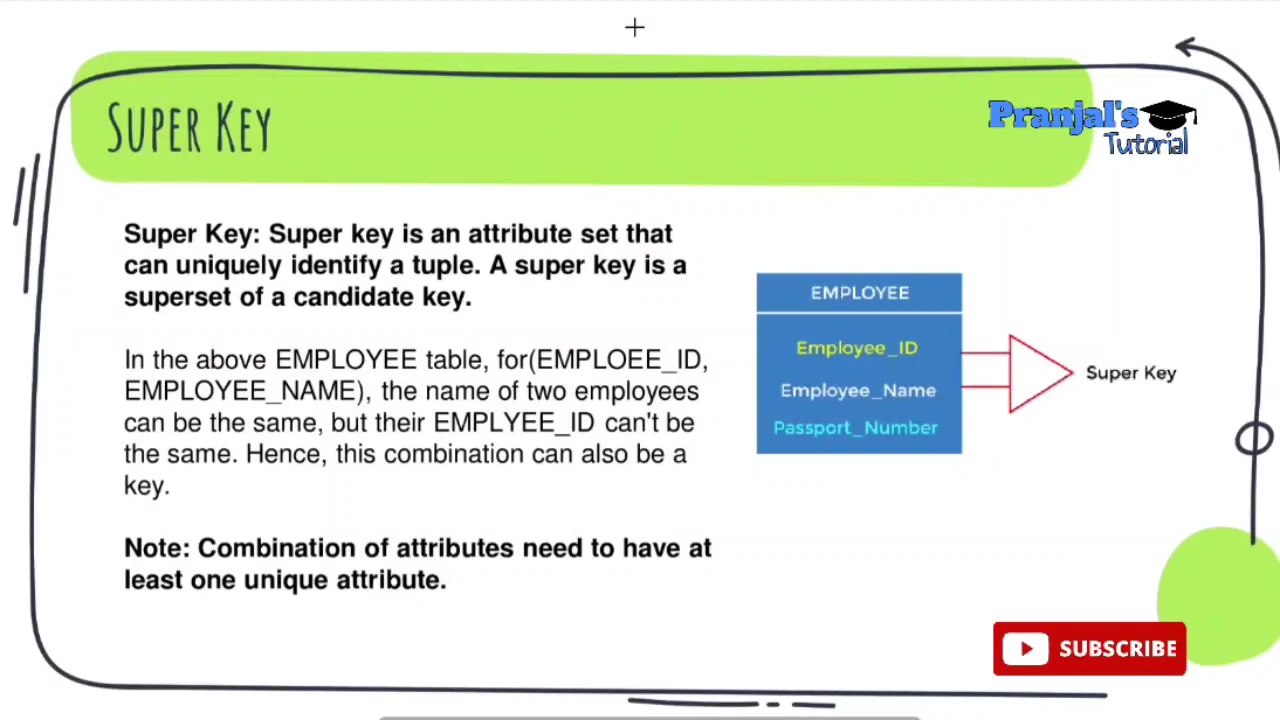 SUPER KEY
Pranjal's
Tutorial
Super Key: Super key is an attribute set that
can uniquely identify a tuple. A super key is a
superset of a candidate key.
In the above EMPLOYEE table, for(EMPLOEE_ID,
EMPLOYEE_NAME), the name of two employees
can be the same, but their EMPLYEE_ID can't be
the same. Hence, this combination can also be a
key.
Note: Combination of attributes need to have at
least one unique attribute.
EMPLOYEE
Employee_ID
Employee_Name
Passport_Number
Super Key
SUBSCRIBE